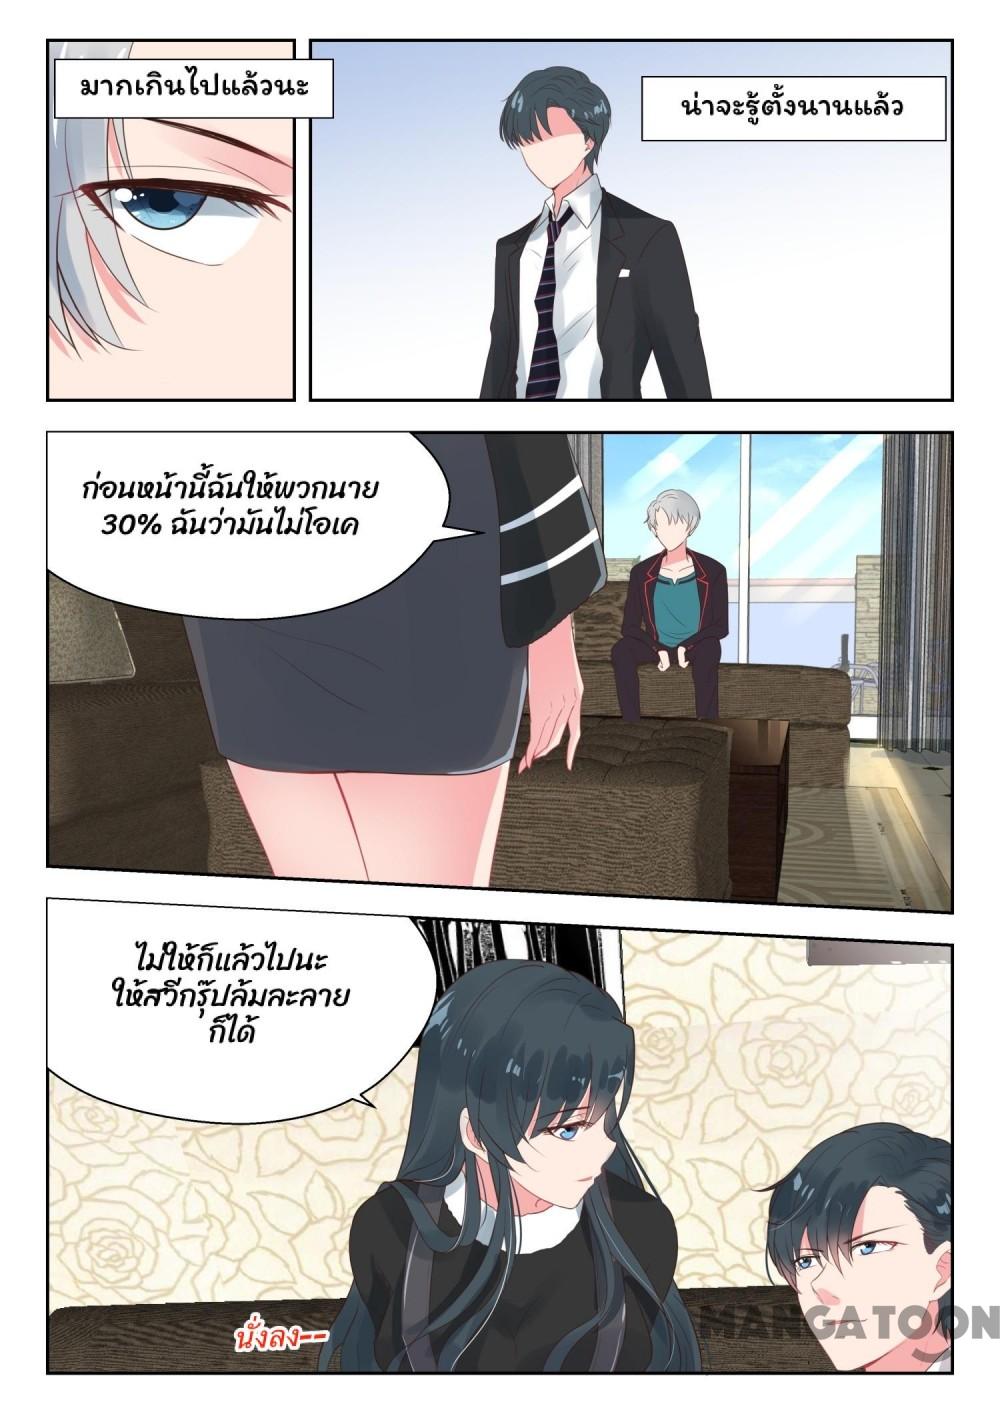 มากเกินไปแล้วนะ
น่าจะรู้ตั้งนานแล้ว
ก่อนหน้านี้ฉันให้พวกนาย
30% ฉันว่ามันไม่โอเค
ไม่ให้ก็แล้วไปนะ
ให้สวีกรุ๊ปล้มละลาย
ก็ได้
นั่งลง--
MANGATOON